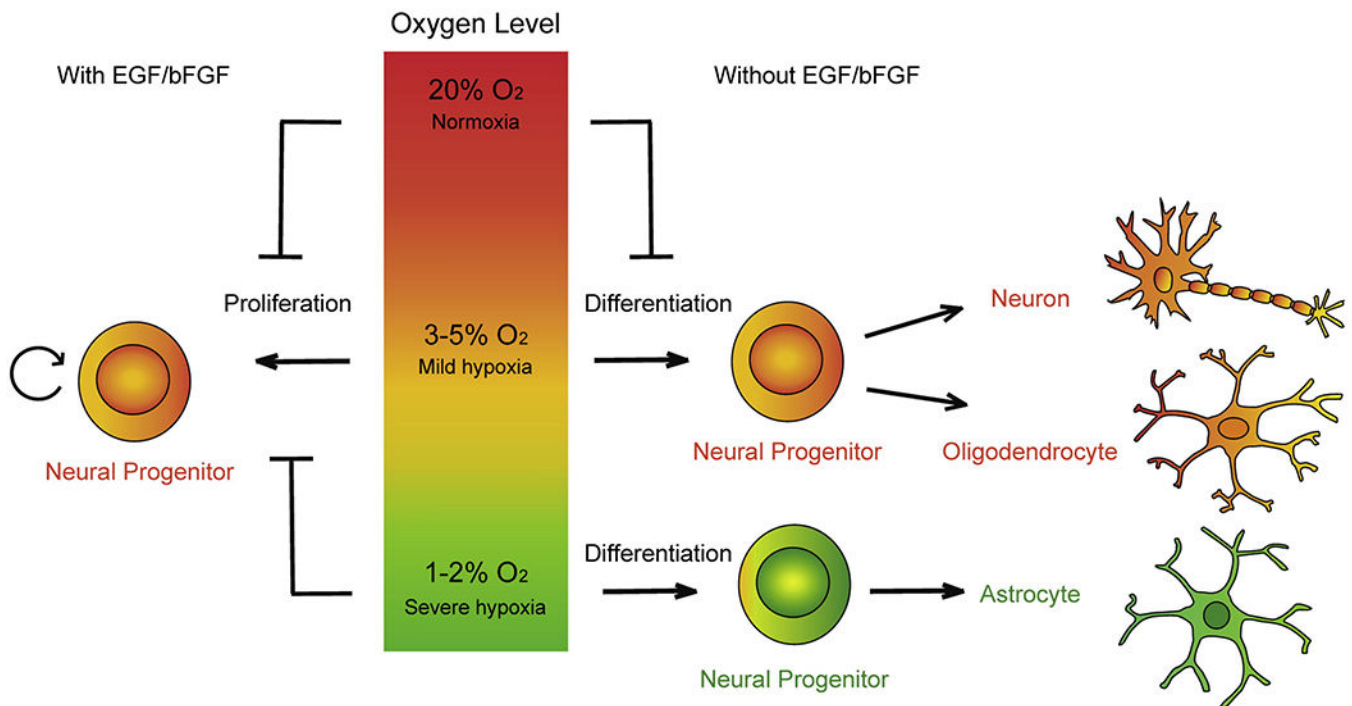 Oxygen Level
With EGF/bFGF
20% O₂
Normoxia
Without EGF/bFGF
Proliferation
3-5% O₂
Mild hypoxia
Differentiation
Neuron
Neural Progenitor
Neural Progenitor
Oligodendrocyte
1-2% O₂
Severe hypoxia
Differentiation
Astrocyte
Neural Progenitor